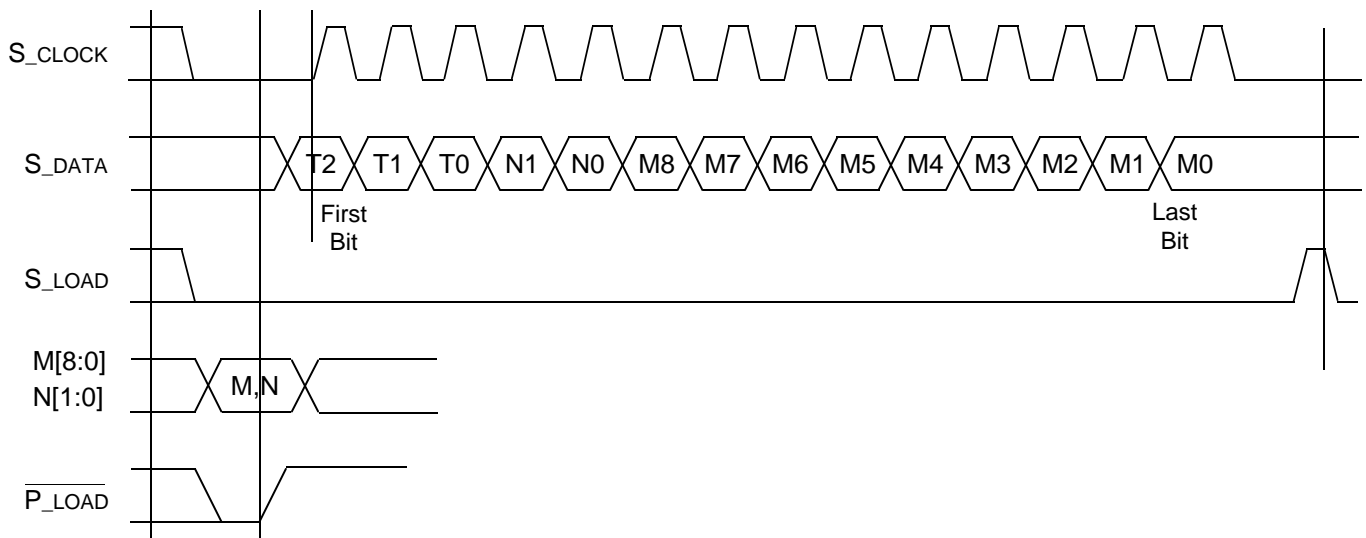 S_CLOCK
S_DATA
T2 T1 T0 N1 N0 M8 M7 M6 M5 M4 M3 M2 M1 M0
First
Bit
Last
Bit
S_LOAD
M[8:0]
N[1:0]
M,N
P_LOAD